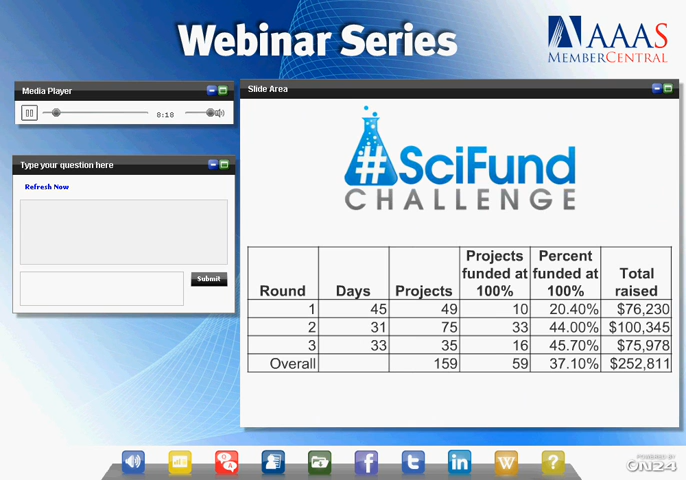 Webinar Series
AAAS
MEMBERCENTRAL
Media Player
0:18
Type your question here
Refresh Now
Submit
Slide Area
#SciFund
CHALLENGE
Round Days Projects Projects funded at 100% Percent funded at 100% Total raised
1 45 49 10 20.40% $76,230
2 31 75 33 44.00% $100,345
3 33 35 16 45.70% $75,978
Overall 159 59 37.10% $252,811
Q A
f t in W ?
POWERED BY
ON24